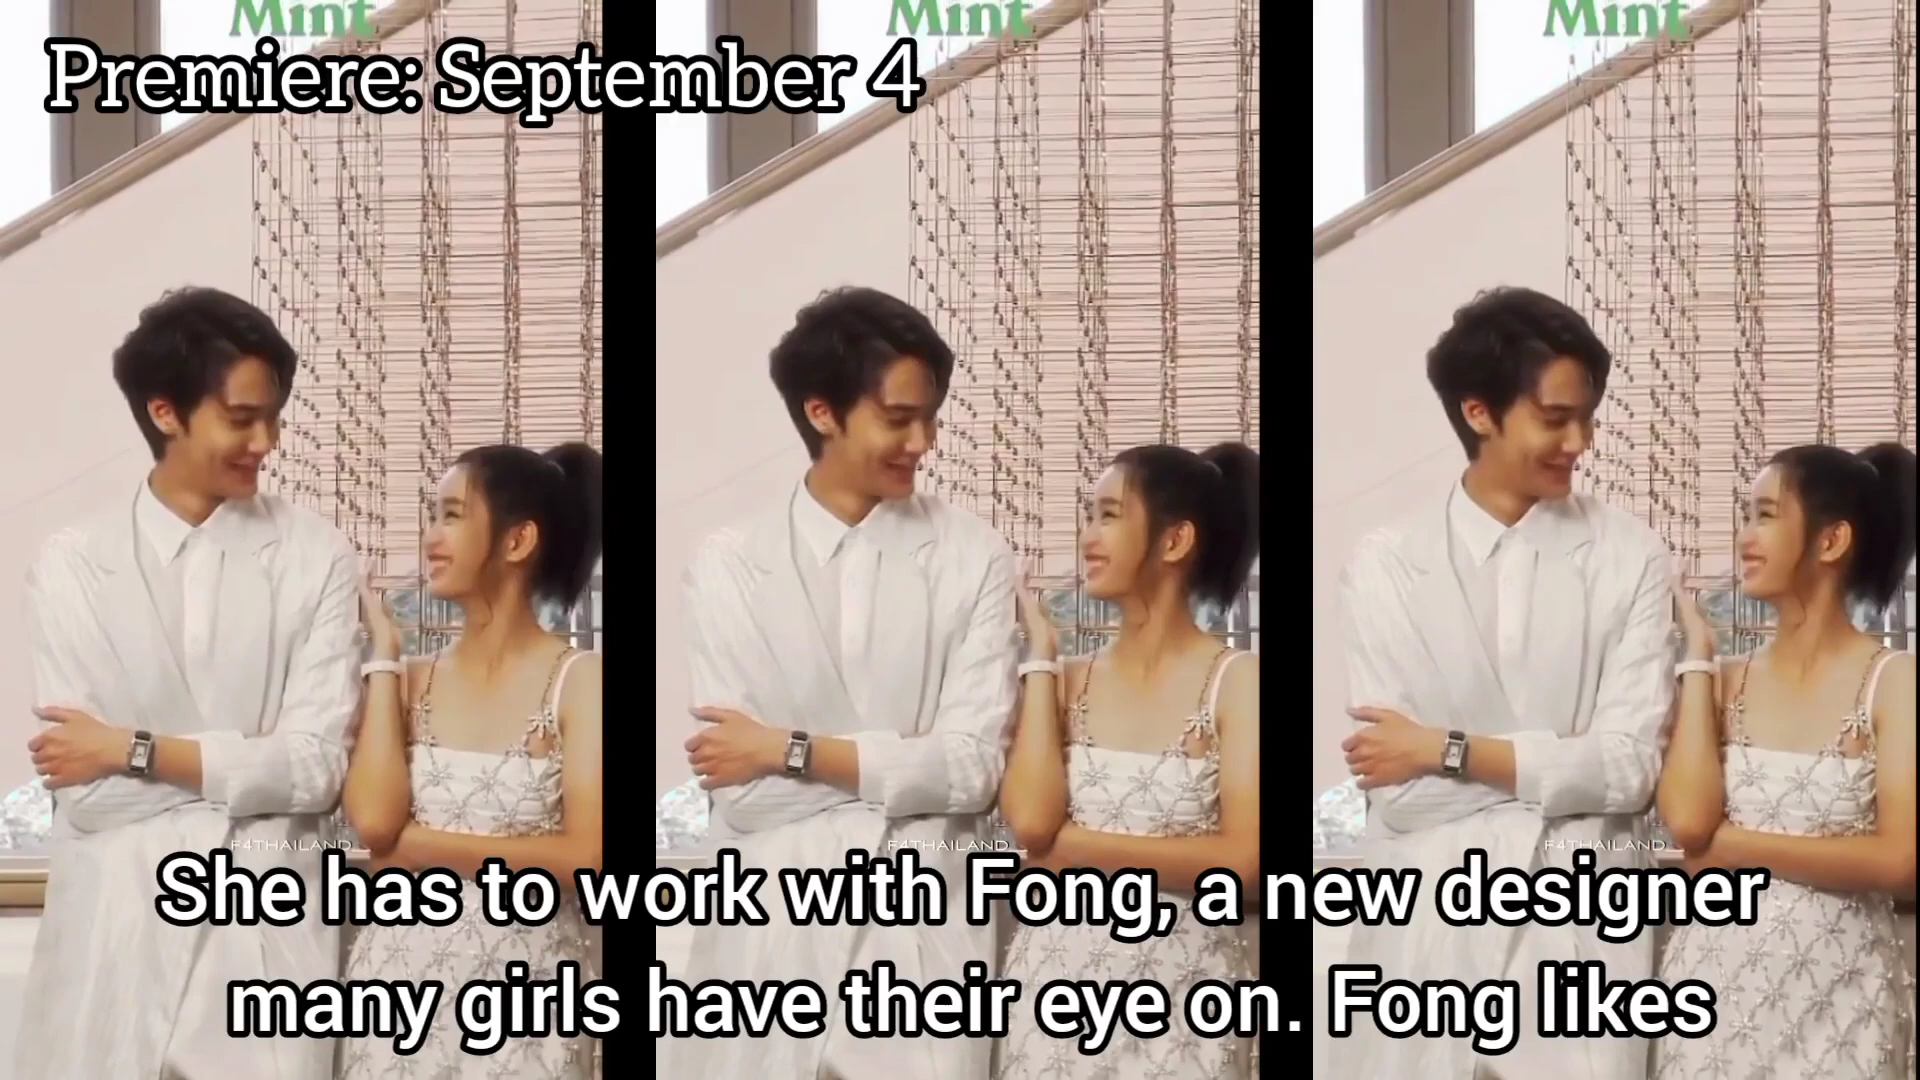 Mint Mint Mint
Premiere: September 4
F4THAILAND F4THAILAND F4THAILAND
She has to work with Fong, a new designer
many girls have their eye on. Fong likes